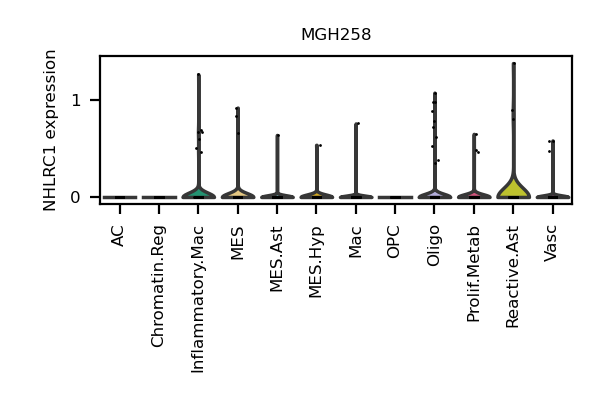 MGH258
NHLRC1 expression
1
0
AC
Chromatin.Reg
Inflammatory.Mac
MES
MES.Ast
MES.Hyp
Mac
OPC
Oligo
Prolif.Metab
Reactive.Ast
Vasc